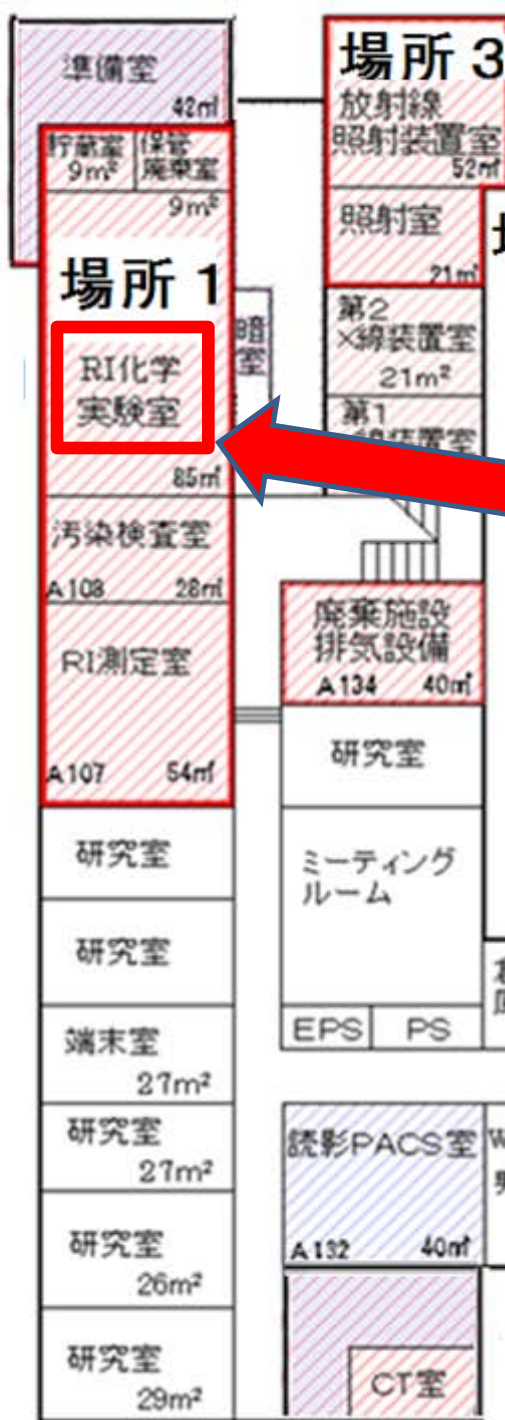 準備室
42㎡
貯蔵室
9m²
保管
廃棄室
9m²
場所1
RI化学
実験室
85㎡
汚染検査室
A108 28㎡
RI測定室
A107 54㎡
研究室
研究室
端末室
27m²
研究室
27m²
研究室
26m²
研究室
29m²
暗
室
場所3
放射線
照射装置室
52㎡
照射室
21㎡
第2
X線装置室
21m²
第1
線装置室
廃棄施設
排気設備
A134 40㎡
研究室
ミーティング
ルーム
EPS
PS
読影PACS室
A132 40㎡
CT室